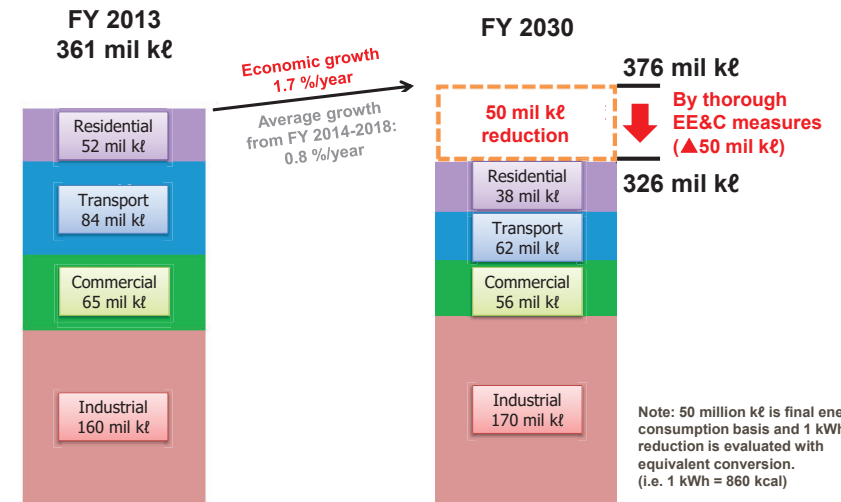 FY 2013
361 mil kℓ
Economic growth
1.7 %/year
Average growth
from FY 2014-2018:
0.8 %/year
FY 2030
376 mil kℓ
50 mil kℓ
reduction
By thorough
EE&C measures
(▲50 mil kℓ)
326 mil kℓ
Residential
52 mil kℓ
Transport
84 mil kℓ
Commercial
65 mil kℓ
Industrial
160 mil kℓ
Residential
38 mil kℓ
Transport
62 mil kℓ
Commercial
56 mil kℓ
Industrial
170 mil kℓ
Note: 50 million kℓ is final ene
consumption basis and 1 kWh
reduction is evaluated with
equivalent conversion.
(i.e. 1 kWh = 860 kcal)